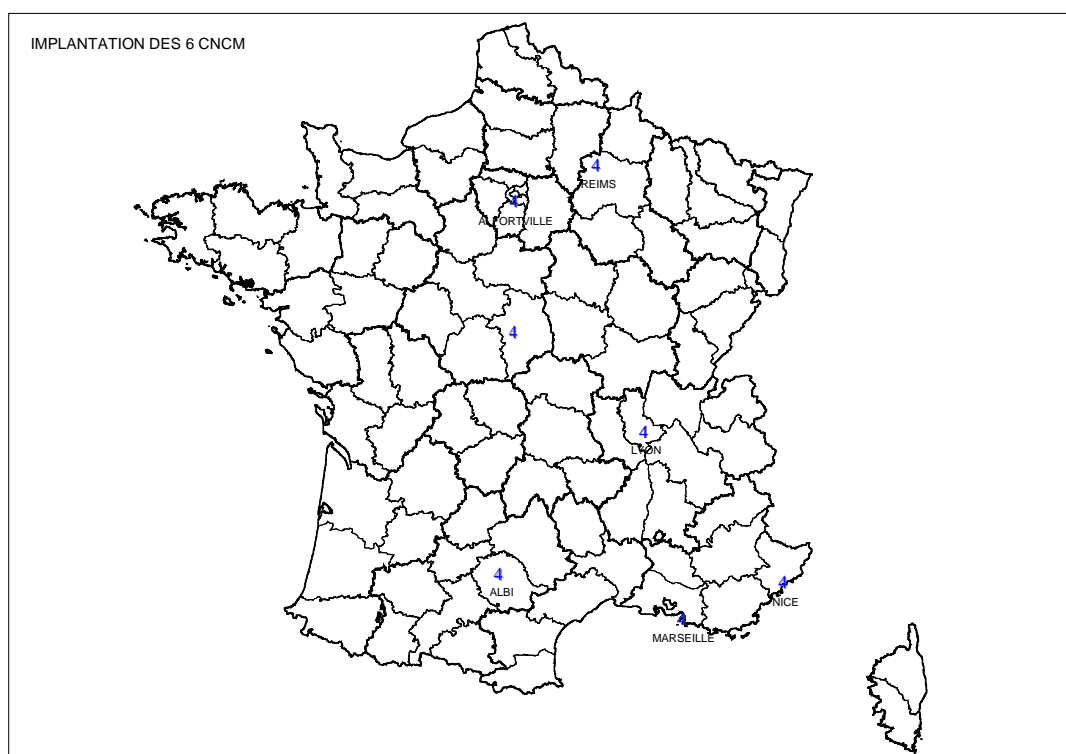 IMPLANTATION DES 6 CNCM
4
REIMS
4
ALFORTVILLE
4
4
LYON
4
ALBI
4
NICE
4
MARSEILLE